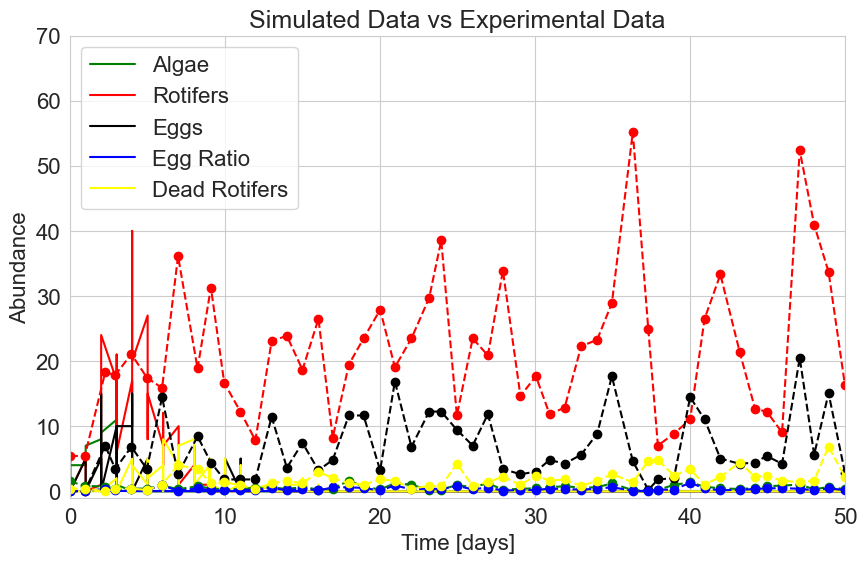 Simulated Data vs Experimental Data
70
60
50
40
30
20
10
0
Abundance
Algae
Rotifers
Eggs
Egg Ratio
Dead Rotifers
0 10 20 30 40 50
Time [days]